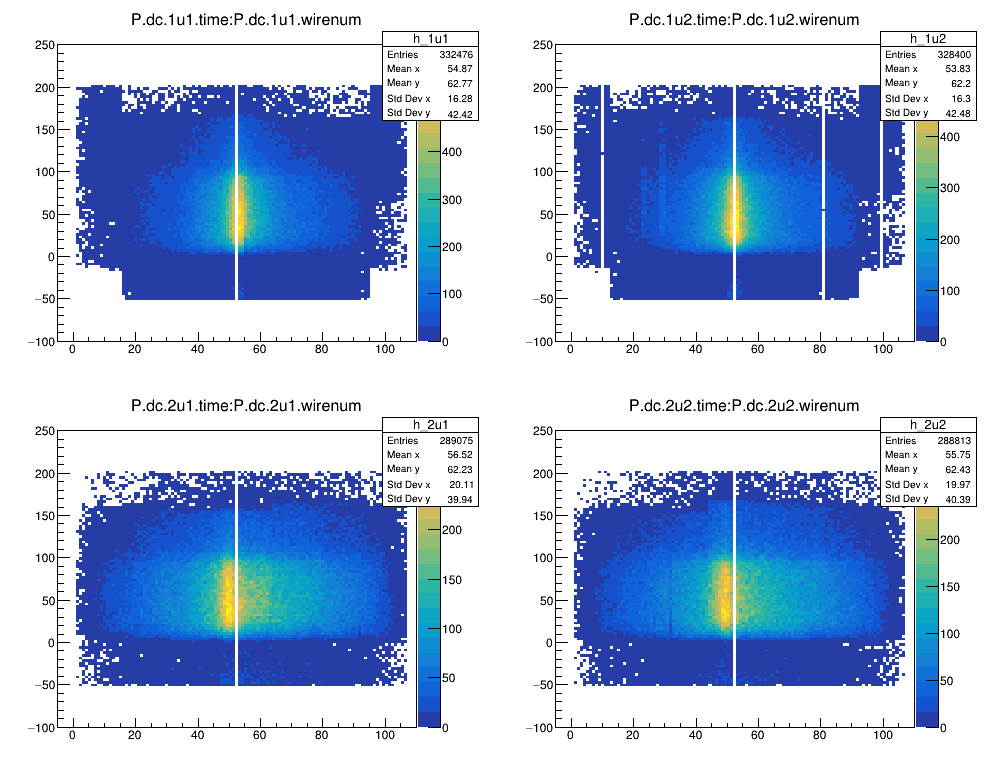 P.dc.1u1.time:P.dc.1u1.wirenum
h_1u1
Entries 332476
Mean x 54.87
Mean y 62.77
Std Dev x 16.28
Std Dev y 42.42
250
200
150
100
50
0
−50
−100
0 20 40 60 80 100
400
300
200
100
0
P.dc.1u2.time:P.dc.1u2.wirenum
h_1u2
Entries 328400
Mean x 53.83
Mean y 62.2
Std Dev x 16.3
Std Dev y 42.48
250
200
150
100
50
0
−50
−100
0 20 40 60 80 100
400
300
200
100
0
P.dc.2u1.time:P.dc.2u1.wirenum
h_2u1
Entries 289075
Mean x 56.52
Mean y 62.23
Std Dev x 20.11
Std Dev y 39.94
250
200
150
100
50
0
−50
−100
0 20 40 60 80 100
200
150
100
50
0
P.dc.2u2.time:P.dc.2u2.wirenum
h_2u2
Entries 288813
Mean x 55.75
Mean y 62.43
Std Dev x 19.97
Std Dev y 40.39
250
200
150
100
50
0
−50
−100
0 20 40 60 80 100
200
150
100
50
0